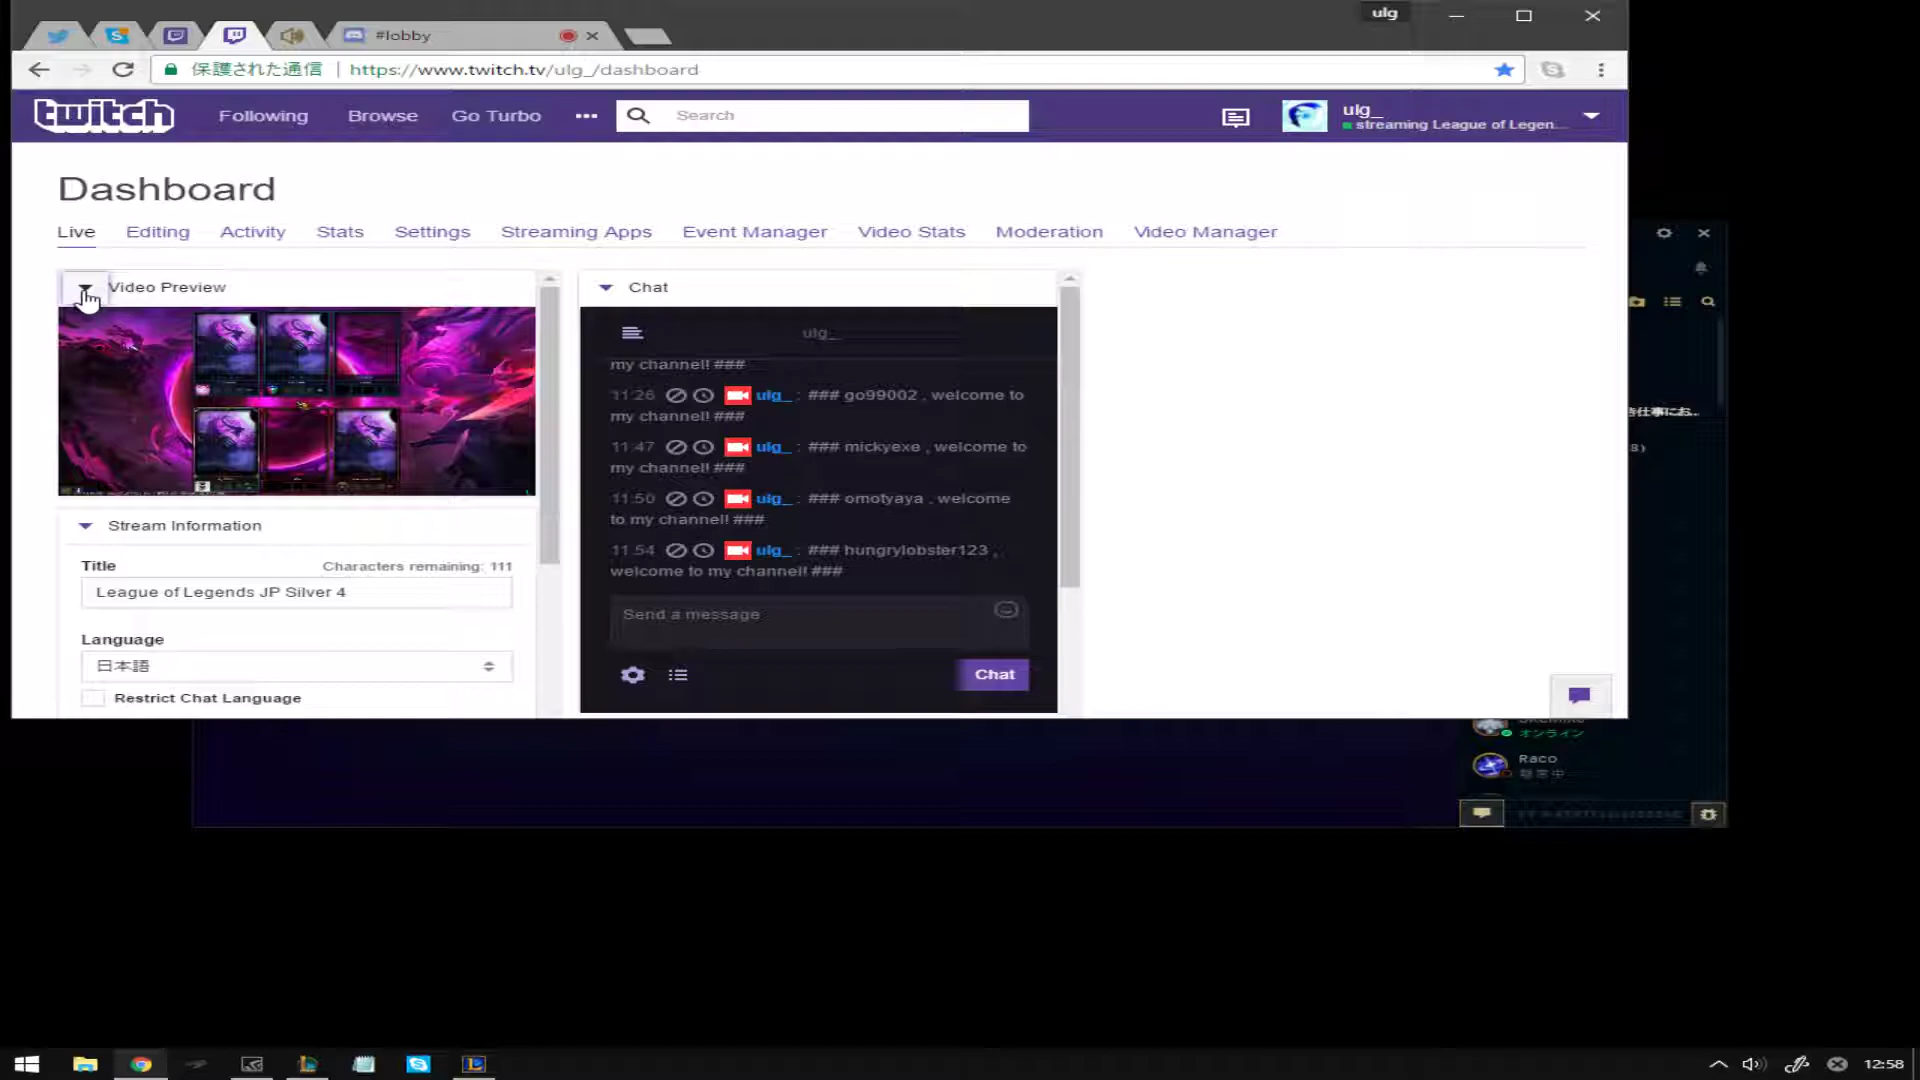 ulg
#lobby
保護された通信 | https://www.twitch.tv/ulg_/dashboard
twitch
Following Browse Go Turbo ••• Search
ulg_
streaming League of Legen...
Dashboard
Live Editing Activity Stats Settings Streaming Apps Event Manager Video Stats Moderation Video Manager
Video Preview
Chat
ulg_
my channel! ###
11:26 ulg_ : ### go99002 , welcome to
my channel! ###
11:47 ulg_ : ### mickyexe , welcome to
my channel! ###
11:50 ulg_ : ### omotyaya , welcome
to my channel! ###
11:54 ulg_ : ### hungrylobster123 ,
welcome to my channel! ###
Send a message
Chat
Stream Information
Title Characters remaining: 111
League of Legends JP Silver 4
Language
日本語
Restrict Chat Language
オンライン
Raco
12:58